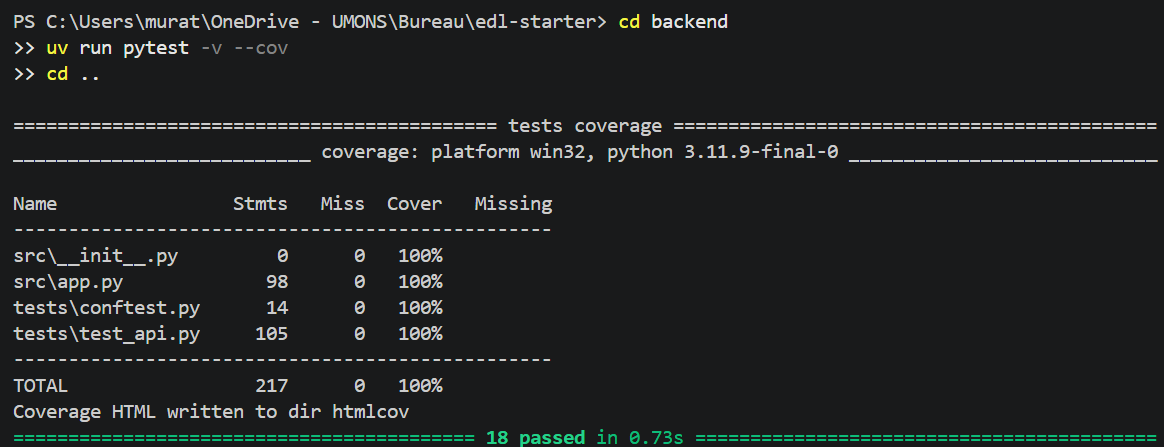 PS C:\Users\murat\OneDrive - UMONS\Bureau\edl-starter> cd backend
>> uv run pytest -v --cov
>> cd ..
============================================ tests coverage ============================================
___________________________ coverage: platform win32, python 3.11.9-final-0 ____________________________
Name                Stmts   Miss  Cover   Missing
-------------------------------------------------
src\__init__.py         0      0   100%
src\app.py             98      0   100%
tests\conftest.py      14      0   100%
tests\test_api.py     105      0   100%
-------------------------------------------------
TOTAL                 217      0   100%
Coverage HTML written to dir htmlcov
========================================== 18 passed in 0.73s ==========================================